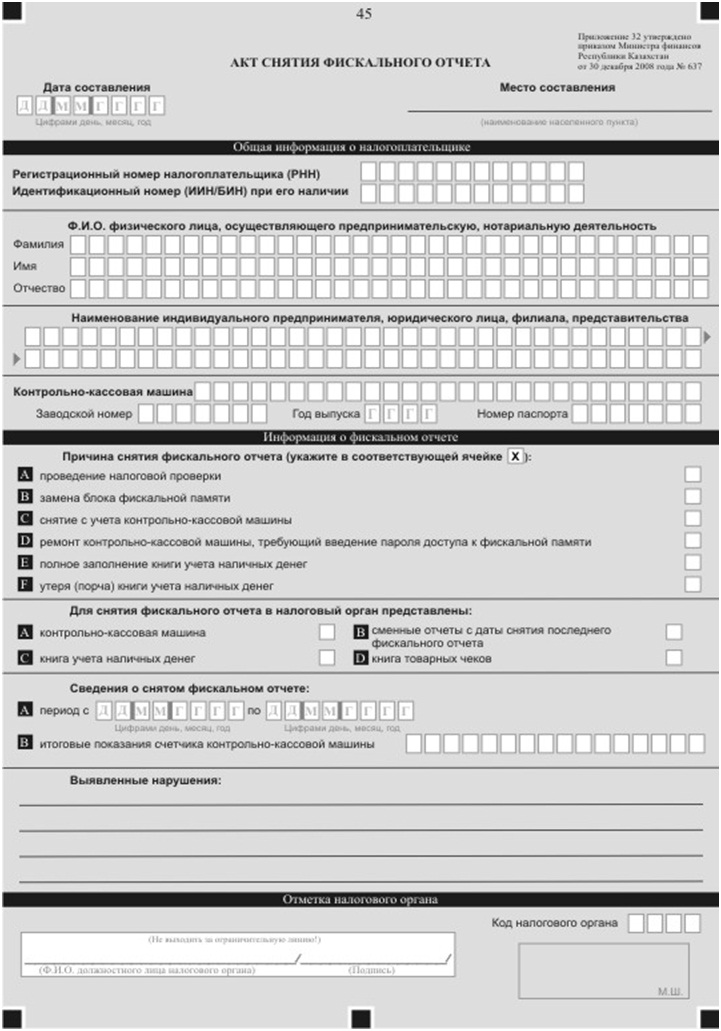 45
Приложение 32 утверждено
приказом Министра финансов
Республики Казахстан
от 30 декабря 2008 года № 637
АКТ СНЯТИЯ ФИСКАЛЬНОГО ОТЧЕТА
Дата составления
Место составления
Д Д М М Г Г Г Г
Цифрами день, месяц, год
(наименование населенного пункта)
Общая информация о налогоплательщике
Регистрационный номер налогоплательщика (РНН)
Идентификационный номер (ИИН/БИН) при его наличии
Ф.И.О. физического лица, осуществляющего предпринимательскую, нотариальную деятельность
Фамилия
Имя
Отчество
Наименование индивидуального предпринимателя, юридического лица, филиала, представительства
Контрольно-кассовая машина
Заводской номер Год выпуска Г Г Г Г Номер паспорта
Информация о фискальном отчете
Причина снятия фискального отчета (укажите в соответствующей ячейке X ):
A проведение налоговой проверки
B замена блока фискальной памяти
C снятие с учета контрольно-кассовой машины
D ремонт контрольно-кассовой машины, требующий введение пароля доступа к фискальной памяти
E полное заполнение книги учета наличных денег
F утеря (порча) книги учета наличных денег
Для снятия фискального отчета в налоговый орган представлены:
A контрольно-кассовая машина
B сменные отчеты с даты снятия последнего
фискального отчета
C книга учета наличных денег
D книга товарных чеков
Сведения о снятом фискальном отчете:
A период с Д Д М М Г Г Г Г по Д Д М М Г Г Г Г
Цифрами день, месяц, год Цифрами день, месяц, год
B итоговые показания счетчика контрольно-кассовой машины
Выявленные нарушения:
Отметка налогового органа
Код налогового органа
(Не выходить за ограничительную линию!)
/ /
(Ф.И.О. должностного лица налогового органа) (Подпись)
М.Ш.